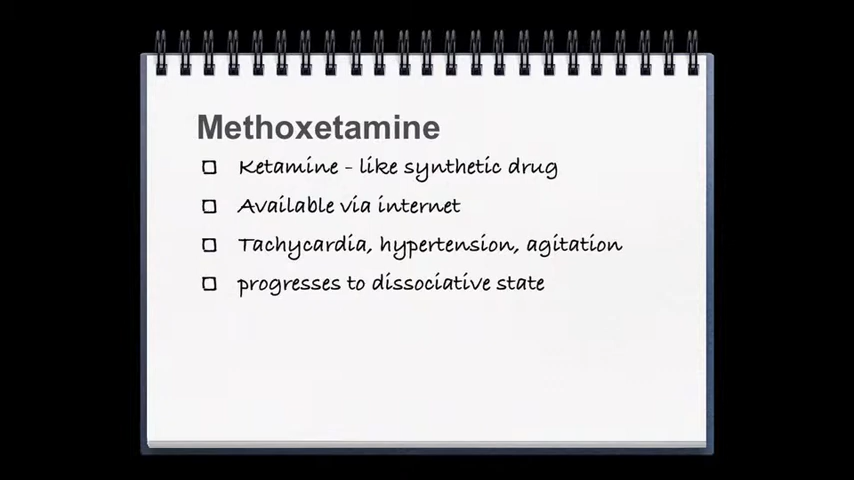 Methoxetamine
Ketamine - like synthetic drug
Available via internet
Tachycardia, hypertension, agitation
progresses to dissociative state